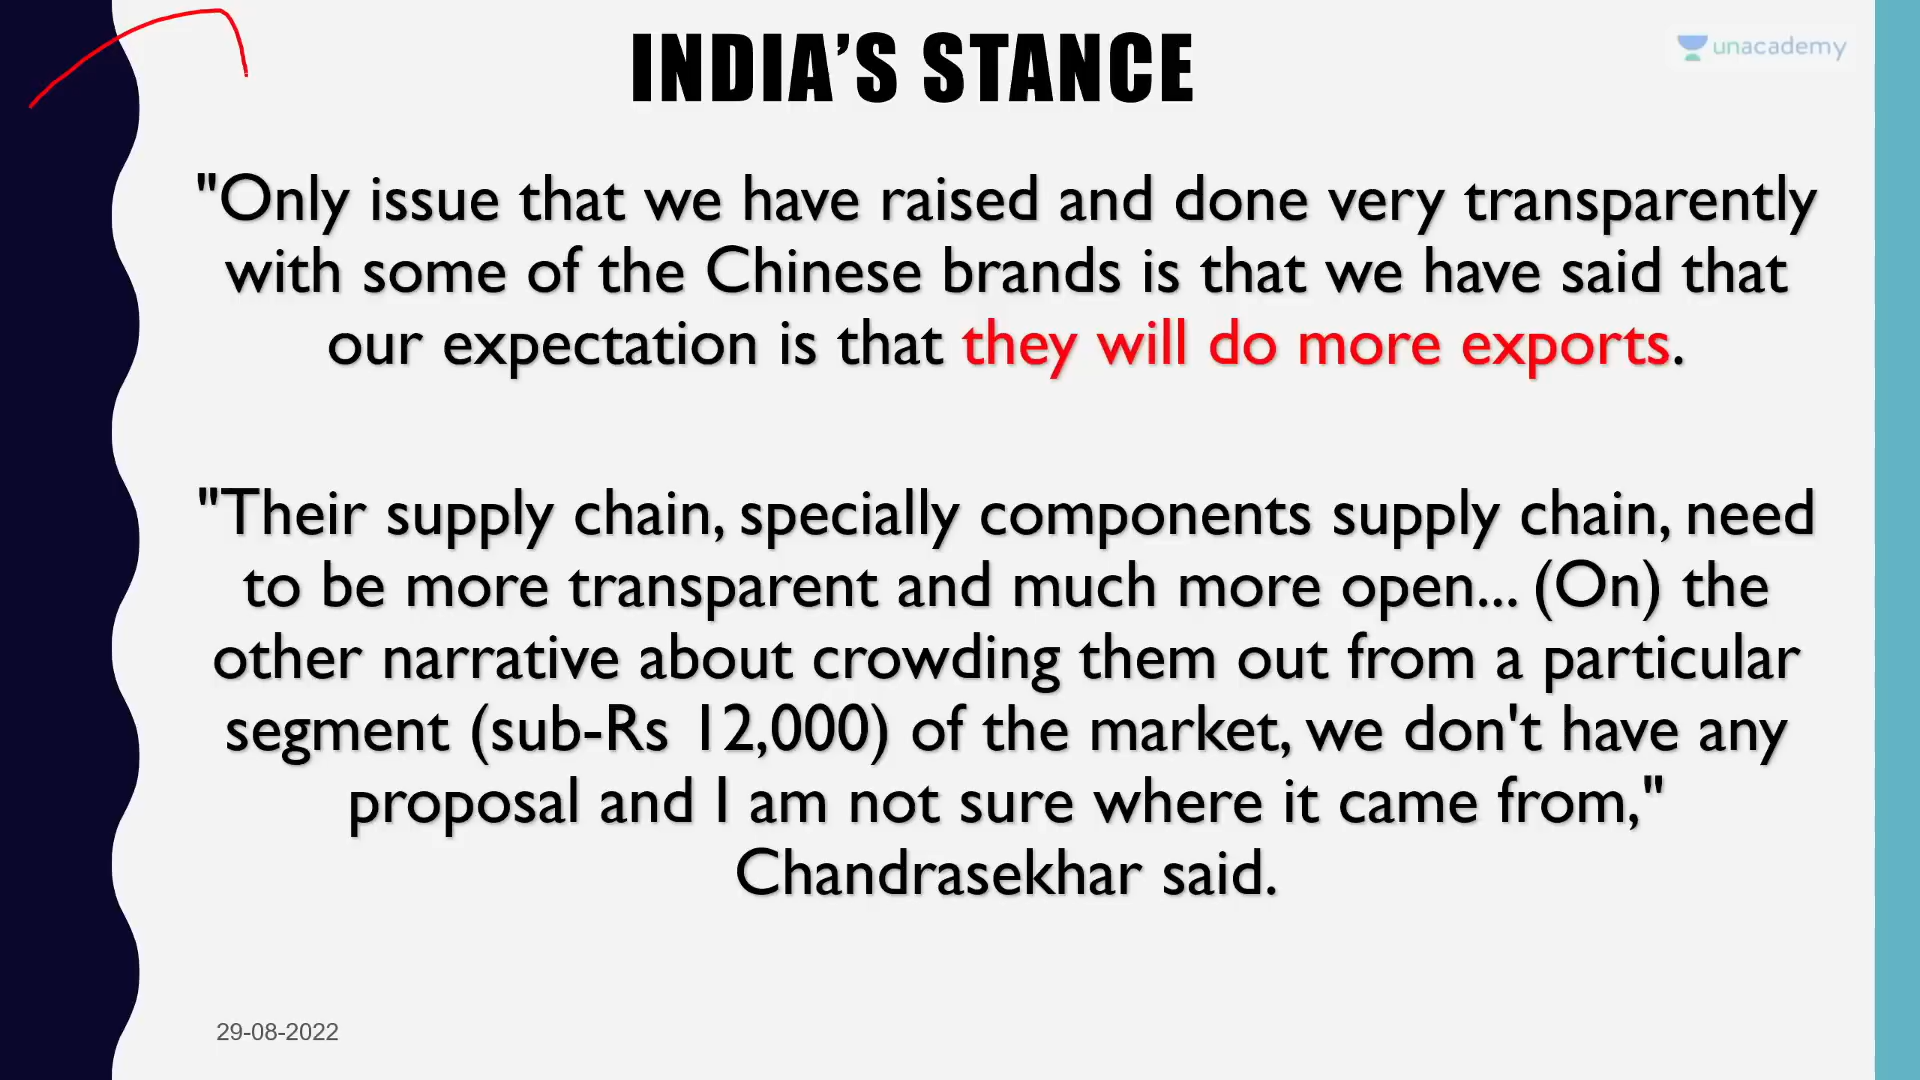 INDIA’S STANCE
unacademy
"Only issue that we have raised and done very transparently
with some of the Chinese brands is that we have said that
our expectation is that they will do more exports.
"Their supply chain, specially components supply chain, need
to be more transparent and much more open... (On) the
other narrative about crowding them out from a particular
segment (sub-Rs 12,000) of the market, we don't have any
proposal and I am not sure where it came from,"
Chandrasekhar said.
29-08-2022